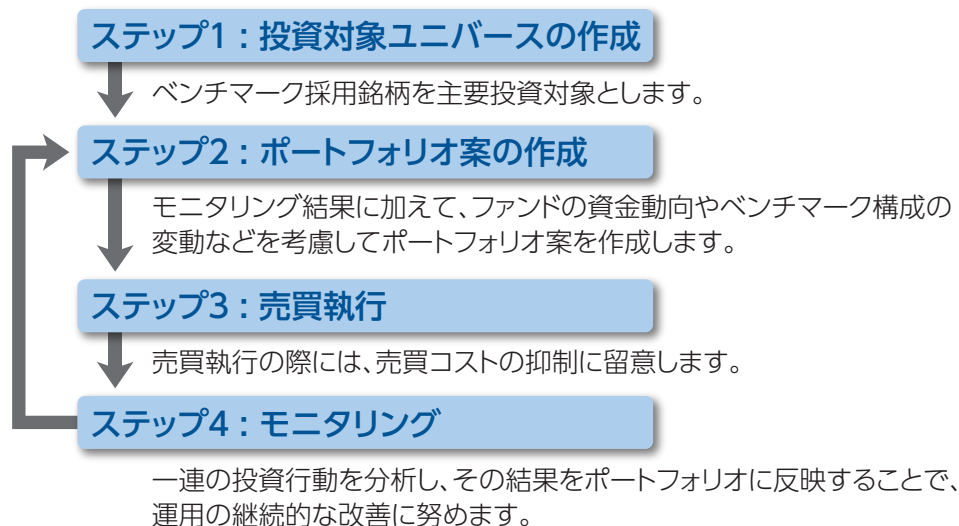 ステップ1：投資対象ユニバースの作成
ベンチマーク採用銘柄を主要投資対象とします。
ステップ2：ポートフォリオ案の作成
モニタリング結果に加えて、ファンドの資金動向やベンチマーク構成の
変動などを考慮してポートフォリオ案を作成します。
ステップ3：売買執行
売買執行の際には、売買コストの抑制に留意します。
ステップ4：モニタリング
一連の投資行動を分析し、その結果をポートフォリオに反映することで、
運用の継続的な改善に努めます。